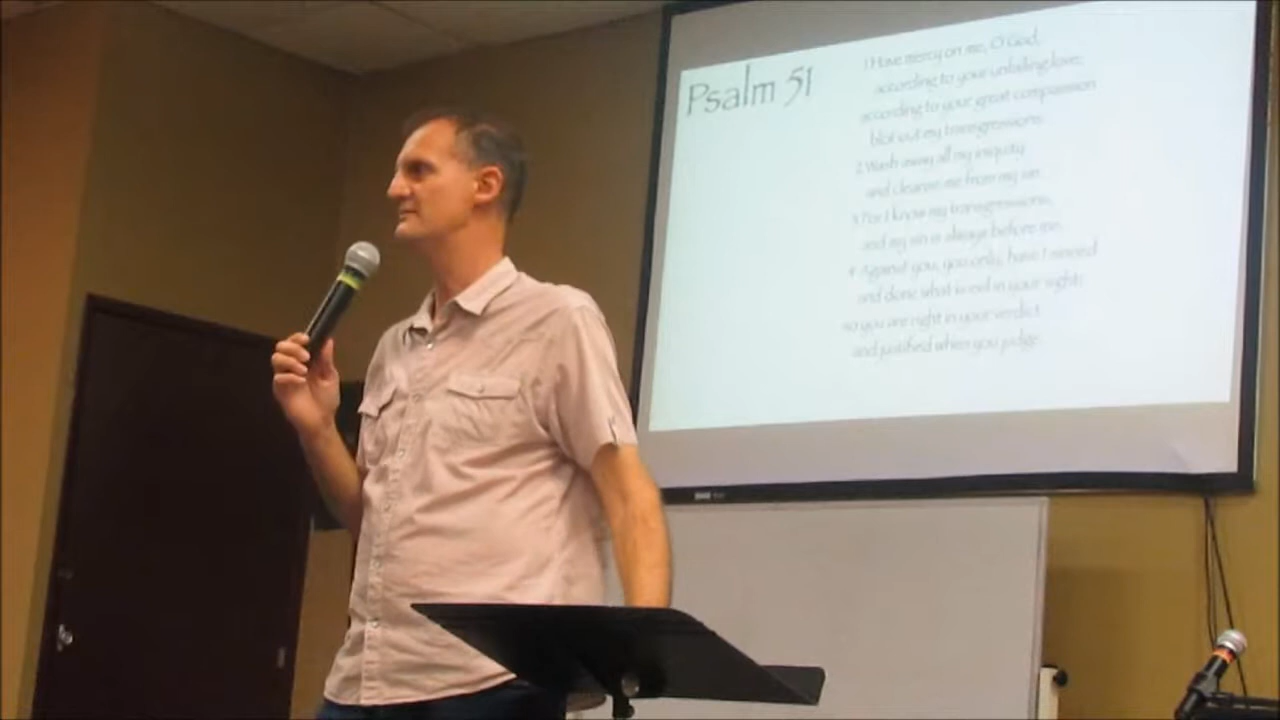 Psalm 51
1 Have mercy on me, O God,
according to your unfailing love;
according to your great compassion
blot out my transgressions.
2 Wash away all my iniquity
and cleanse me from my sin.
3 For I know my transgressions,
and my sin is always before me.
4 Against you, you only, have I sinned
and done what is evil in your sight;
so you are right in your verdict
and justified when you judge.